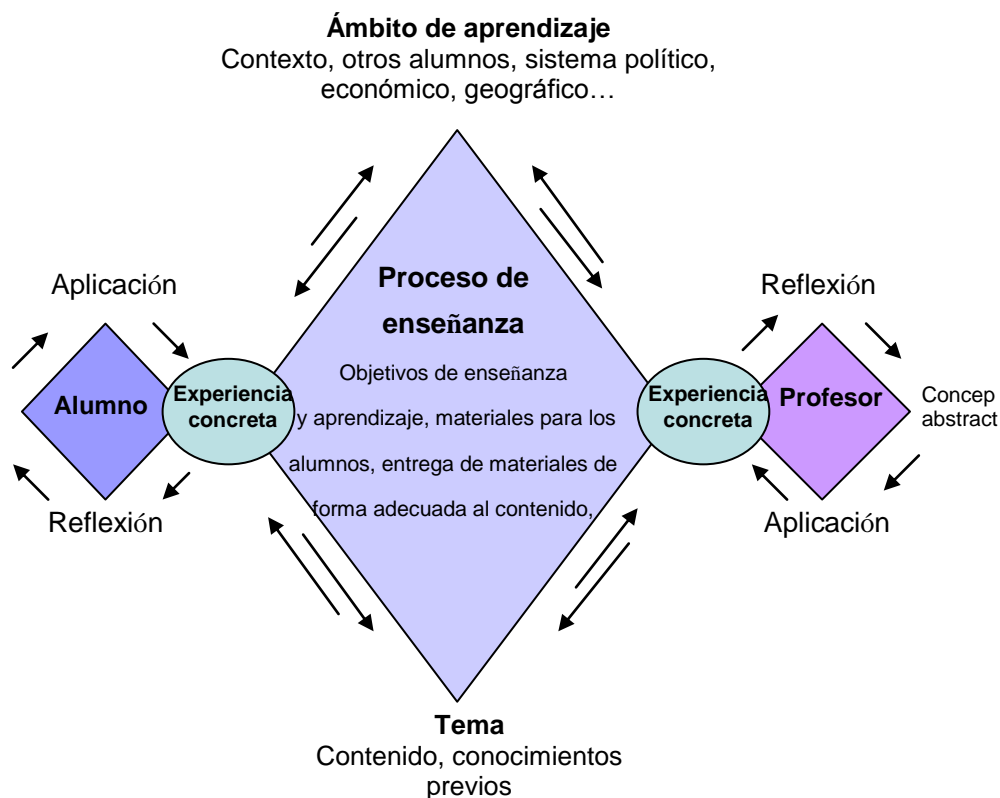 Ámbito de aprendizaje
Contexto, otros alumnos, sistema político,
económico, geográfico…
Aplicación
Alumno
Reflexión
Experiencia
concreta
Proceso de
enseñanza
Objetivos de enseñanza
y aprendizaje, materiales para los
alumnos, entrega de materiales de
forma adecuada al contenido,
Experiencia
concreta
Reflexión
Profesor
Concep
abstract
Aplicación
Tema
Contenido, conocimientos
previos